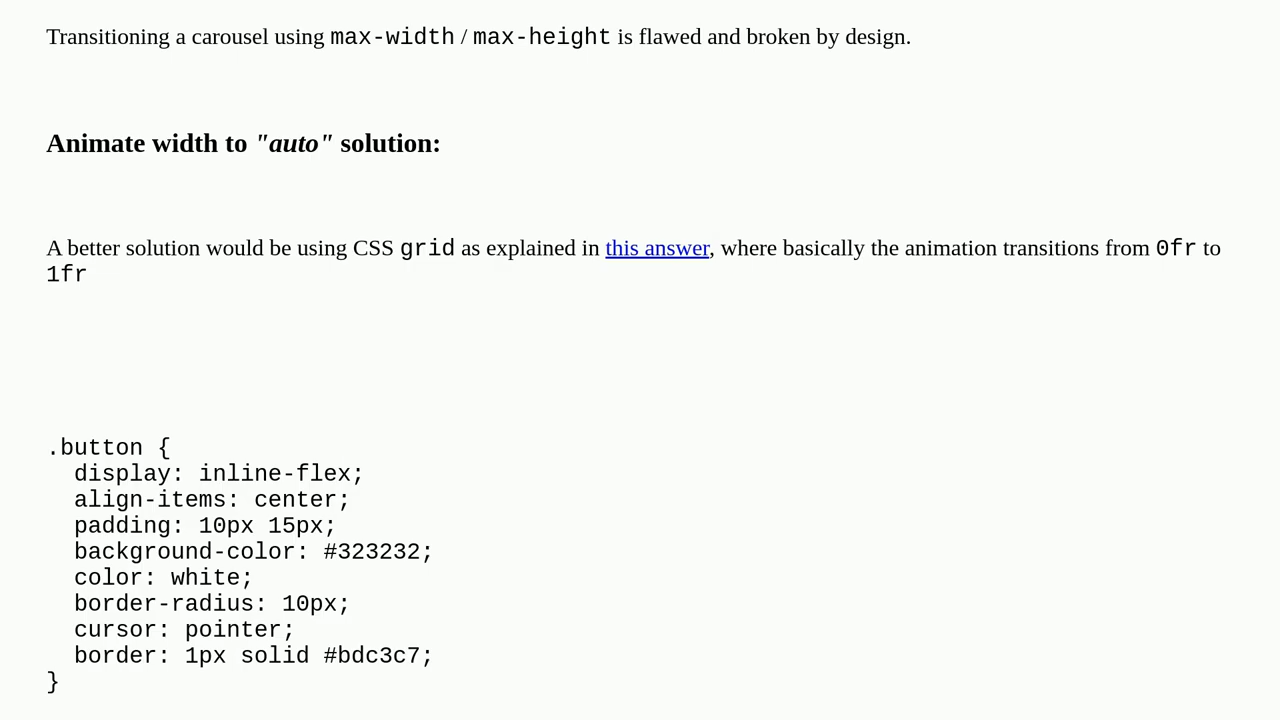 Transitioning a carousel using max-width / max-height is flawed and broken by design.
Animate width to "auto" solution:
A better solution would be using CSS grid as explained in this answer, where basically the animation transitions from 0fr to
1fr
.button {
  display: inline-flex;
  align-items: center;
  padding: 10px 15px;
  background-color: #323232;
  color: white;
  border-radius: 10px;
  cursor: pointer;
  border: 1px solid #bdc3c7;
}